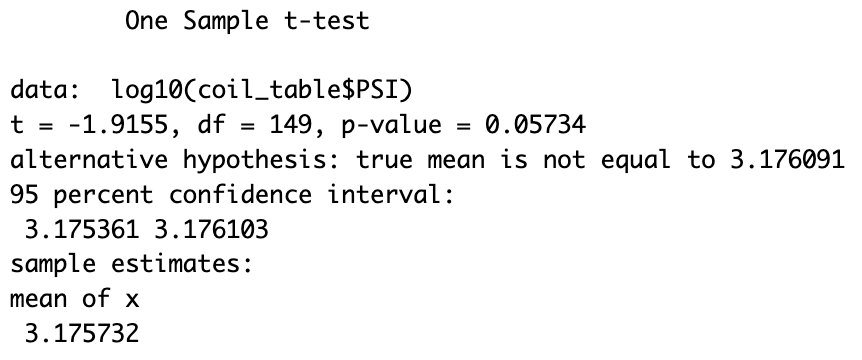 One Sample t-test
data:  log10(coil_table$PSI)
t = -1.9155, df = 149, p-value = 0.05734
alternative hypothesis: true mean is not equal to 3.176091
95 percent confidence interval:
3.175361 3.176103
sample estimates:
mean of x
3.175732